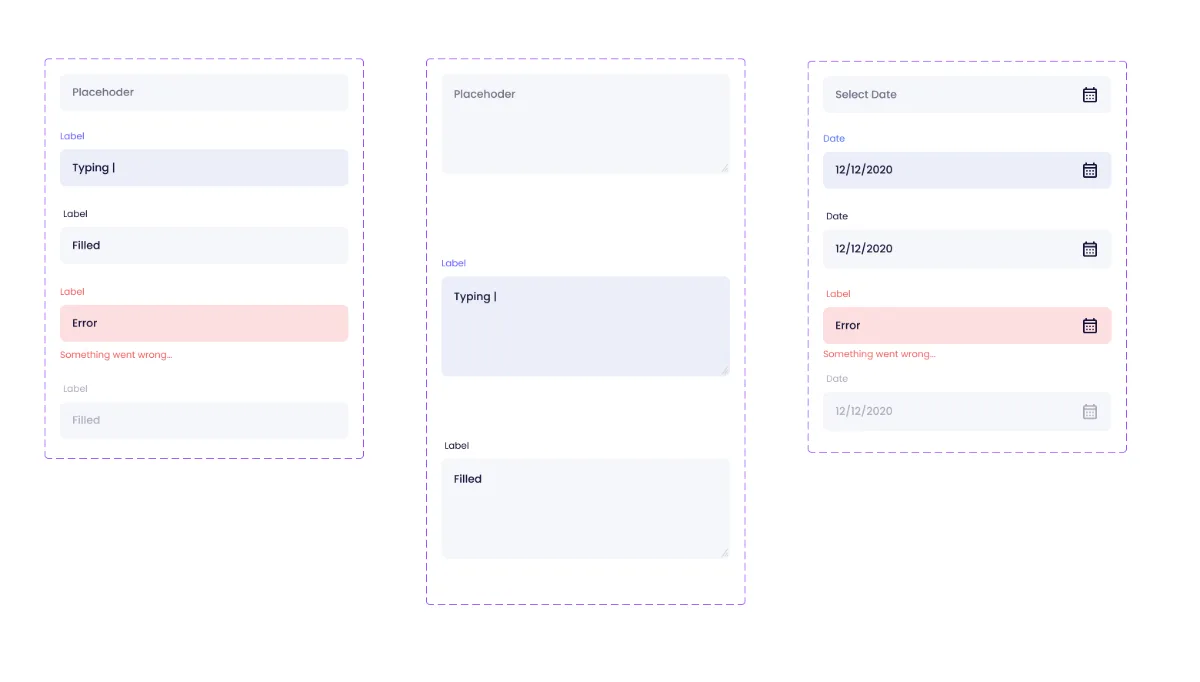 Placehoder
Label
Typing |
Label
Filled
Label
Error
Something went wrong...
Label
Filled
Placehoder
Label
Typing |
Label
Filled
Select Date
Date
12/12/2020
Date
12/12/2020
Label
Error
Something went wrong...
Date
12/12/2020